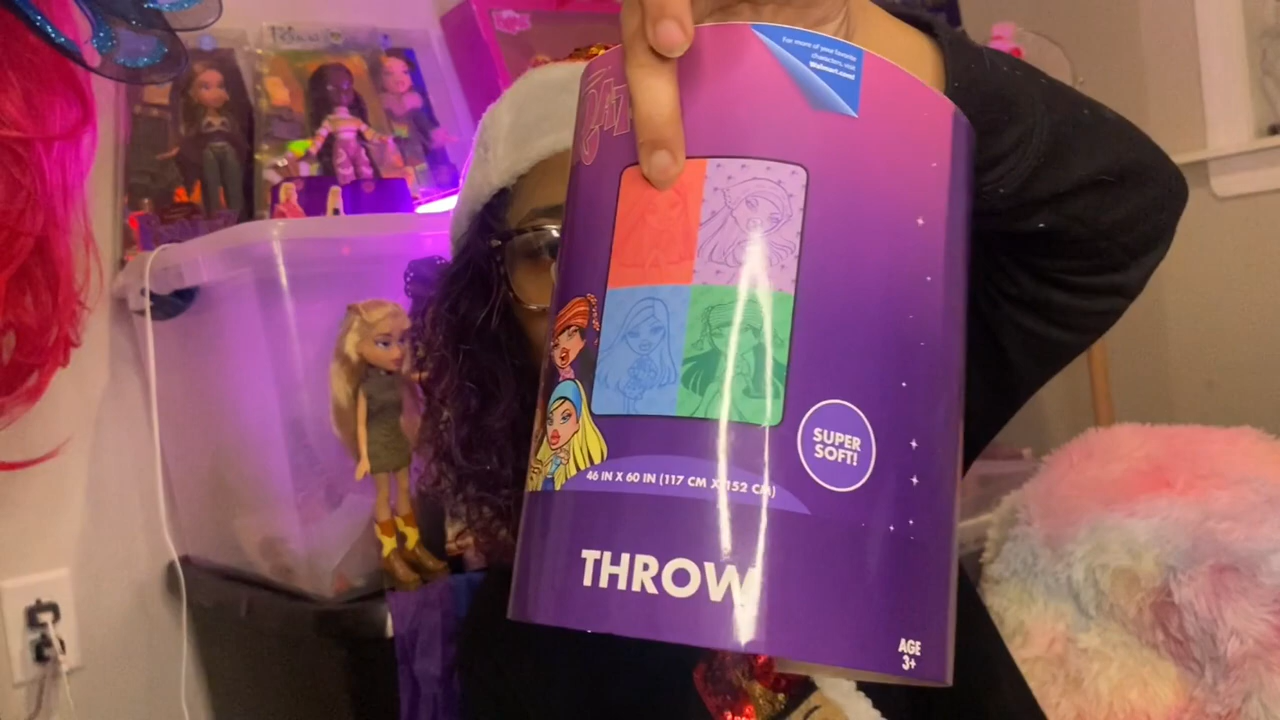 For more of your favorite
characters, visit
Walmart.com!
SUPER
SOFT!
46 IN X 60 IN (117 CM X 152 CM)
THROW
AGE
3+